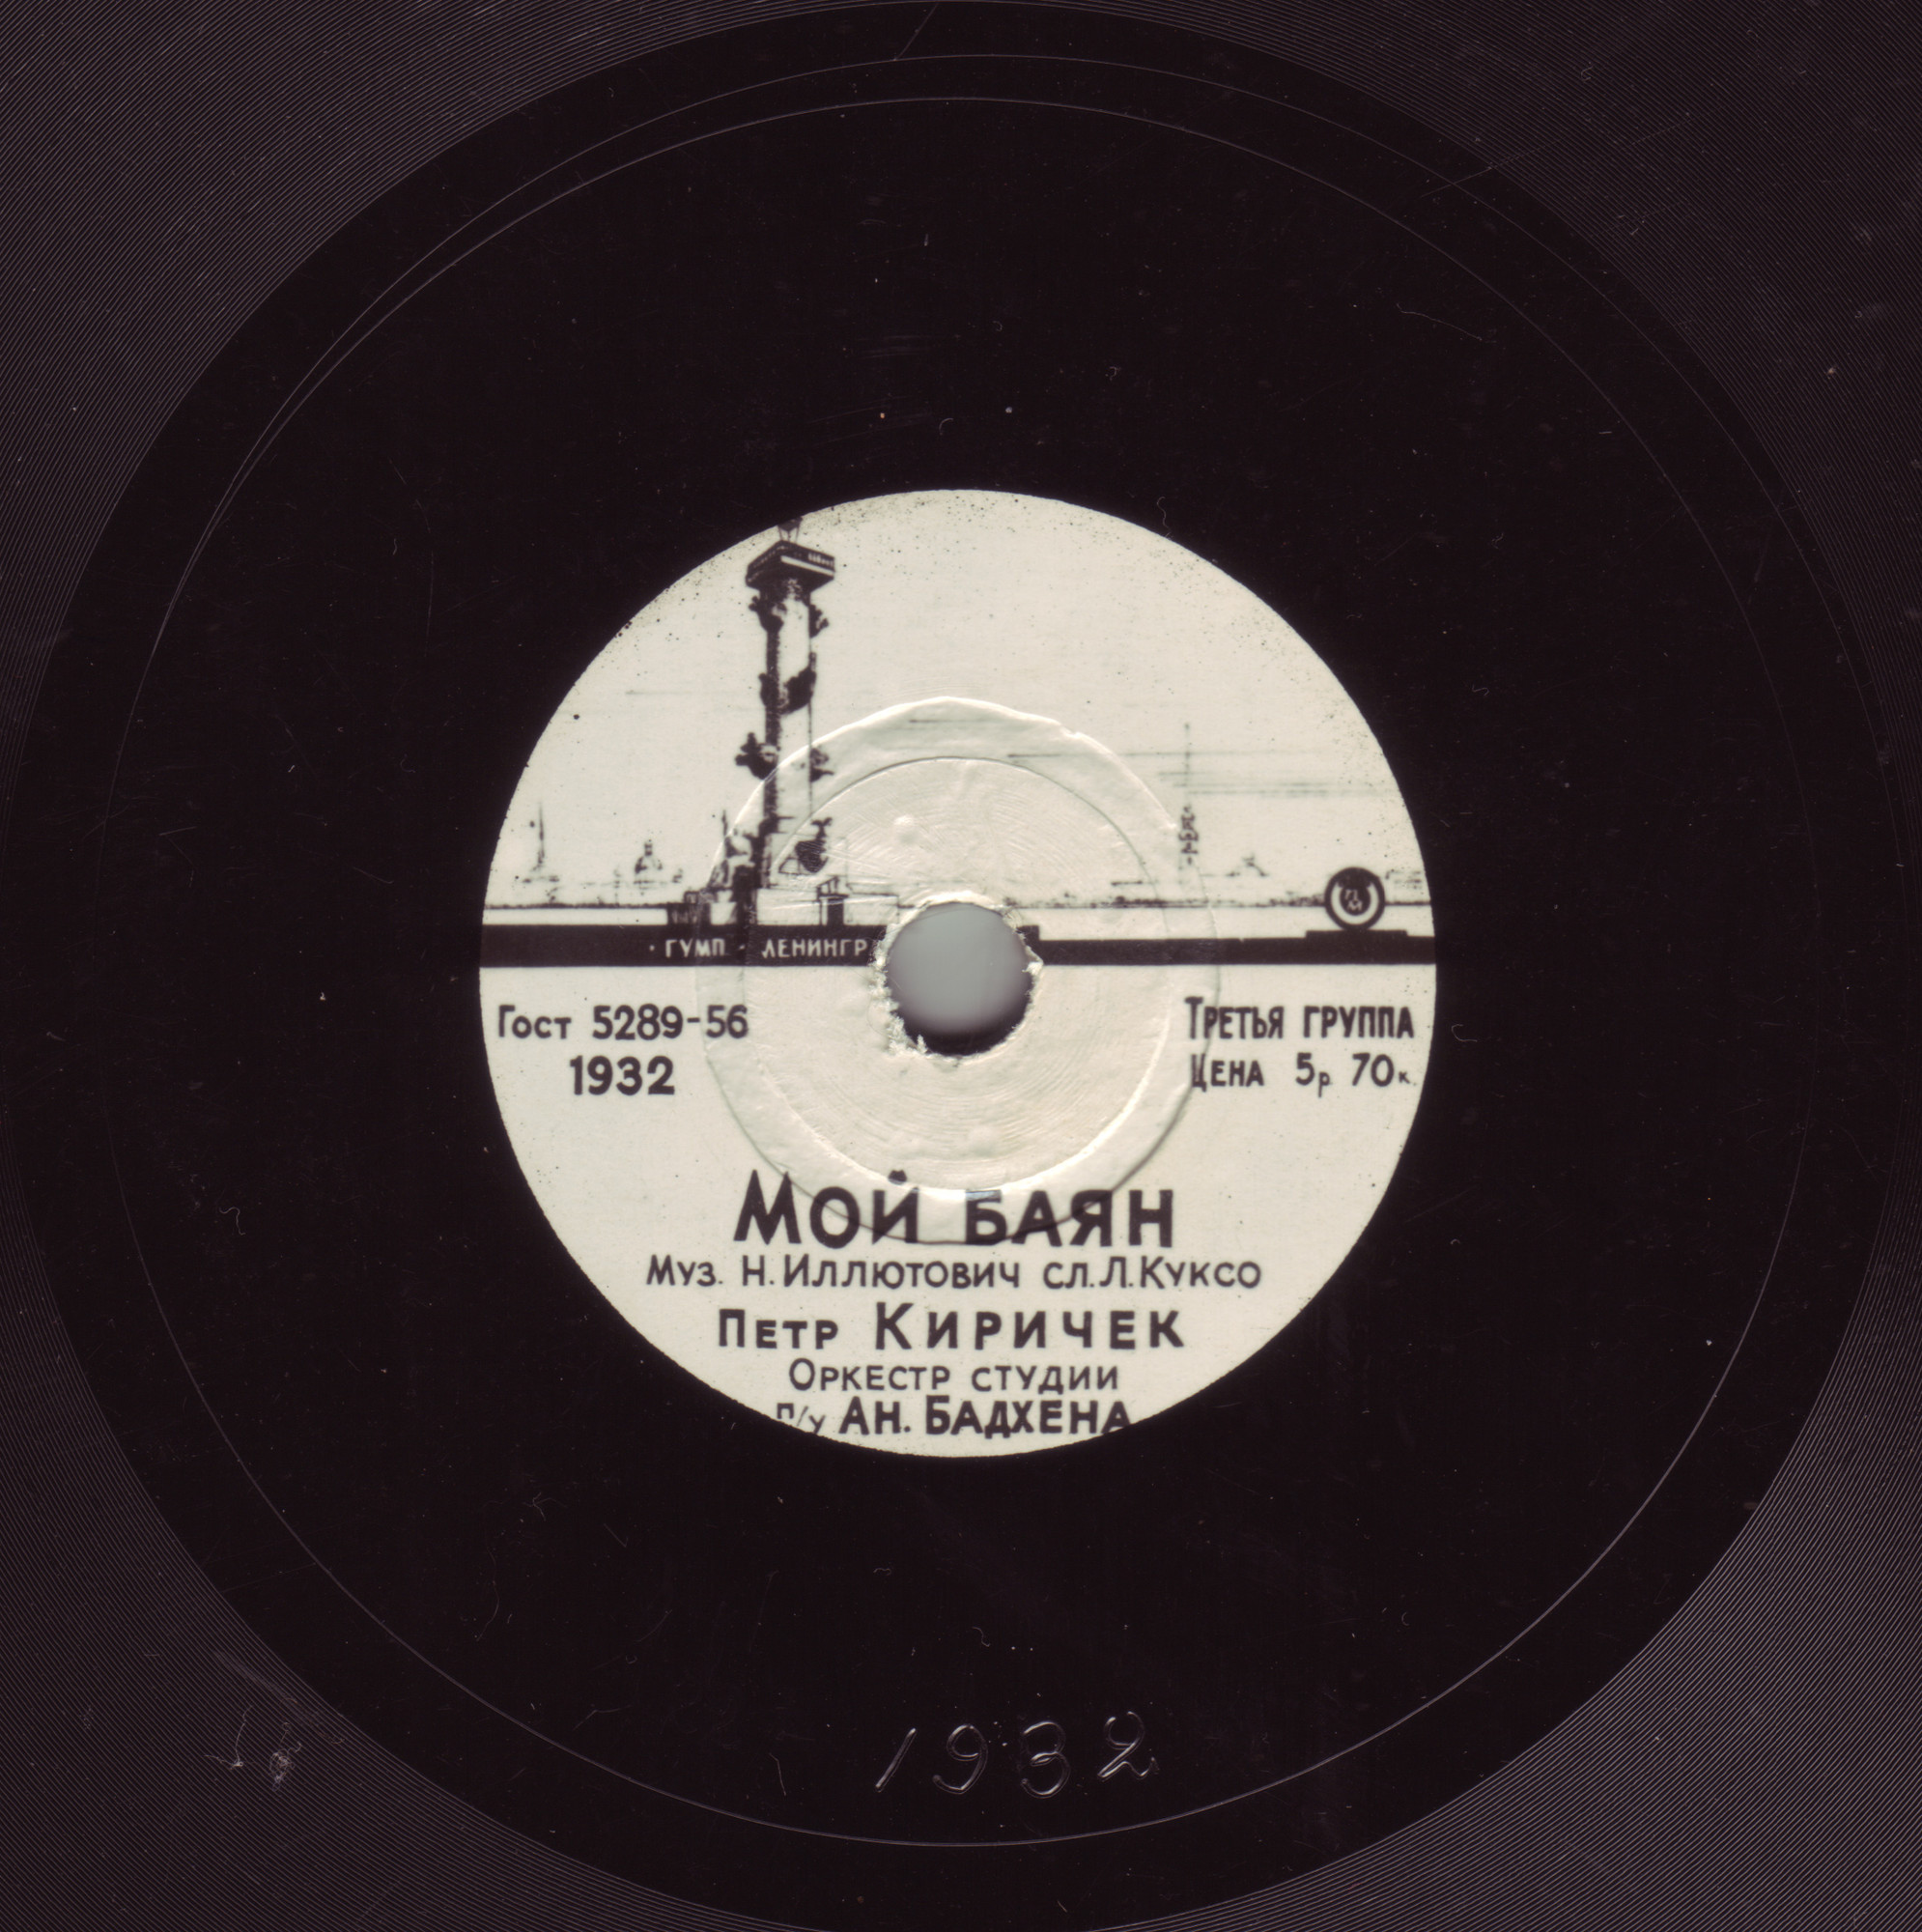 · ГУМП · ЛЕНИНГР
Гост 5289-56
1932
Третья группа
Цена 5р. 70к.
Мой баян
Муз. Н. Иллютович сл. Л. Куксо
Петр Киричек
Оркестр студии
п/у Ан. Бадхена
1932